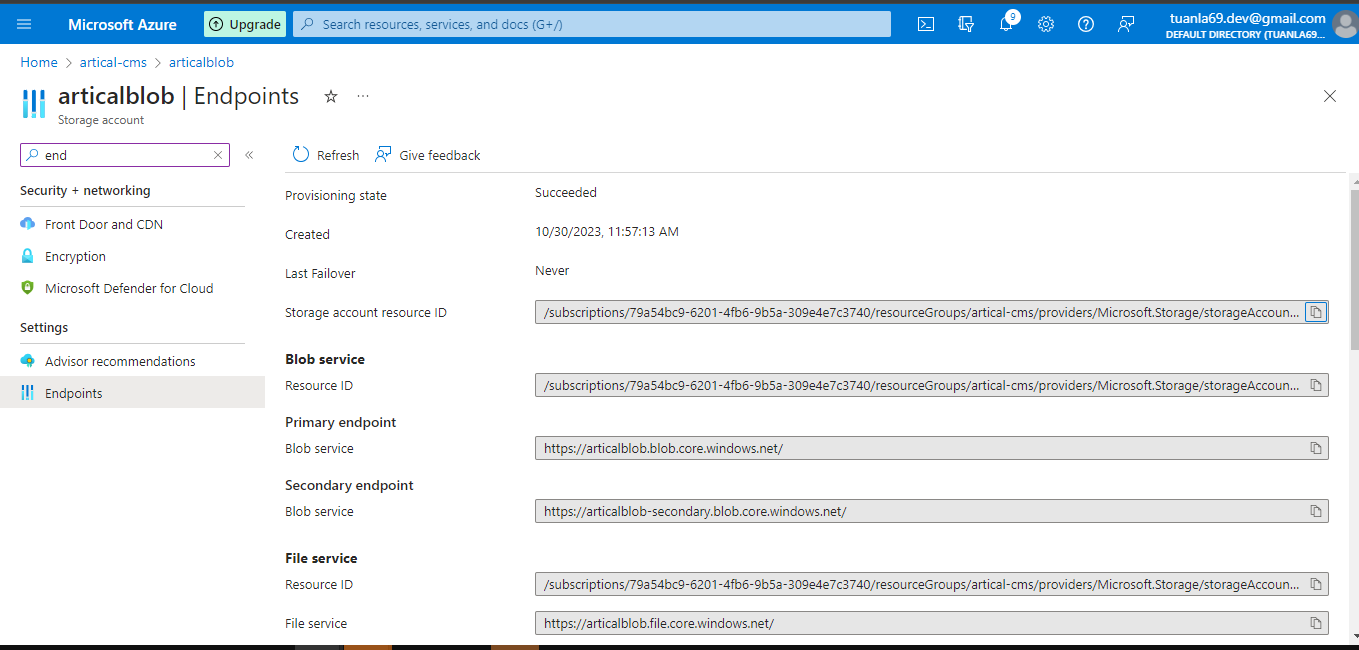 Microsoft Azure
Upgrade
Search resources, services, and docs (G+/)
9
tuanla69.dev@gmail.com
DEFAULT DIRECTORY (TUANLA69...
Home > artical-cms > articalblob
articalblob | Endpoints
...
Storage account
end
«
Refresh
Give feedback
Security + networking
Front Door and CDN
Encryption
Microsoft Defender for Cloud
Settings
Advisor recommendations
Endpoints
Provisioning state
Succeeded
Created
10/30/2023, 11:57:13 AM
Last Failover
Never
Storage account resource ID
/subscriptions/79a54bc9-6201-4fb6-9b5a-309e4e7c3740/resourceGroups/artical-cms/providers/Microsoft.Storage/storageAccoun...
Blob service
Resource ID
/subscriptions/79a54bc9-6201-4fb6-9b5a-309e4e7c3740/resourceGroups/artical-cms/providers/Microsoft.Storage/storageAccoun...
Primary endpoint
Blob service
https://articalblob.blob.core.windows.net/
Secondary endpoint
Blob service
https://articalblob-secondary.blob.core.windows.net/
File service
Resource ID
/subscriptions/79a54bc9-6201-4fb6-9b5a-309e4e7c3740/resourceGroups/artical-cms/providers/Microsoft.Storage/storageAccoun...
File service
https://articalblob.file.core.windows.net/